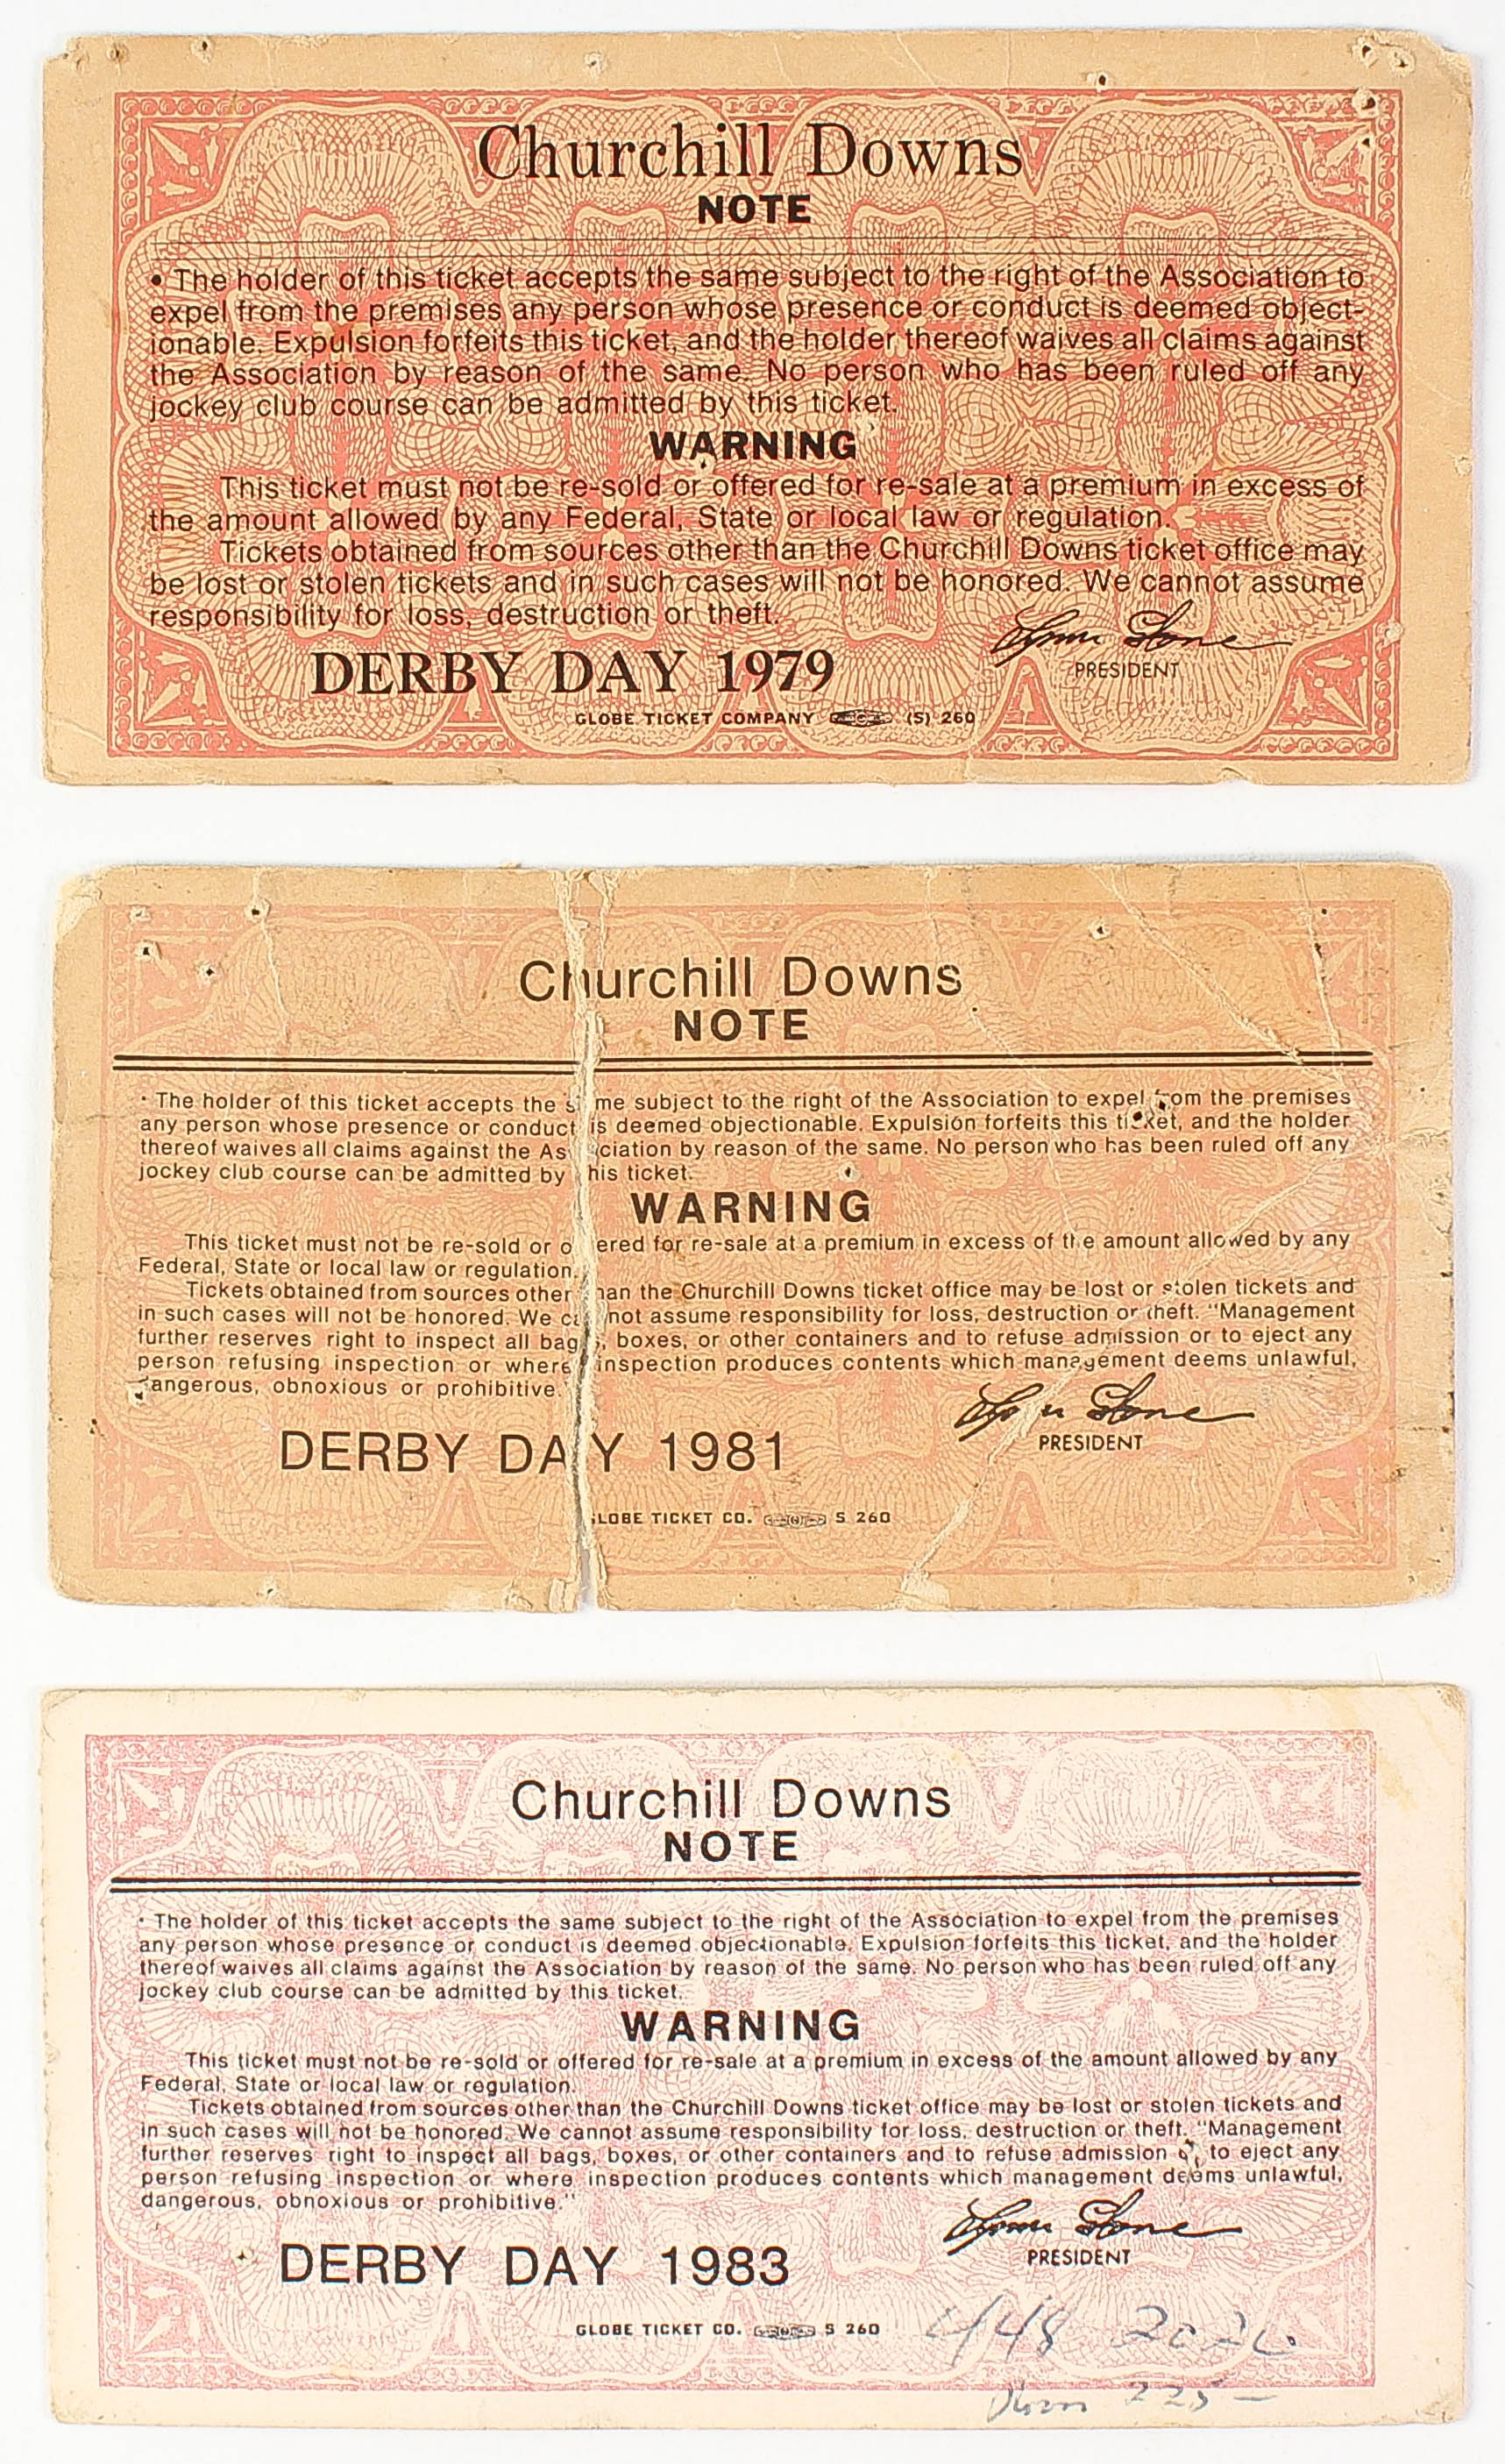 Churchill Downs
NOTE
• The holder of this ticket accepts the same subject to the right of the Association to
expel from the premises any person whose presence or conduct is deemed object-
ionable. Expulsion forfeits this ticket, and the holder thereof waives all claims against
the Association by reason of the same. No person who has been ruled off any
jockey club course can be admitted by this ticket.
WARNING
This ticket must not be re-sold or offered for re-sale at a premium in excess of
the amount allowed by any Federal, State or local law or regulation.
Tickets obtained from sources other than the Churchill Downs ticket office may
be lost or stolen tickets and in such cases will not be honored. We cannot assume
responsibility for loss, destruction or theft.
Lynn Stone
PRESIDENT
DERBY DAY 1979
GLOBE TICKET COMPANY (S) 260
Churchill Downs
NOTE
· The holder of this ticket accepts the s me subject to the right of the Association to expel from the premises
any person whose presence or conduct is deemed objectionable. Expulsion forfeits this ticket, and the holder
thereof waives all claims against the As ciation by reason of the same. No person who has been ruled off any
jockey club course can be admitted by his ticket.
WARNING
This ticket must not be re-sold or o ered for re-sale at a premium in excess of the amount allowed by any
Federal, State or local law or regulation.
Tickets obtained from sources other han the Churchill Downs ticket office may be lost or stolen tickets and
in such cases will not be honored. We ca not assume responsibility for loss, destruction or theft. "Management
further reserves right to inspect all bags, boxes, or other containers and to refuse admission or to eject any
person refusing inspection or where inspection produces contents which management deems unlawful,
dangerous, obnoxious or prohibitive.
Lynn Stone
PRESIDENT
DERBY DAY 1981
GLOBE TICKET CO. S 260
Churchill Downs
NOTE
· The holder of this ticket accepts the same subject to the right of the Association to expel from the premises
any person whose presence or conduct is deemed objectionable. Expulsion forfeits this ticket, and the holder
thereof waives all claims against the Association by reason of the same. No person who has been ruled off any
jockey club course can be admitted by this ticket.
WARNING
This ticket must not be re-sold or offered for re-sale at a premium in excess of the amount allowed by any
Federal, State or local law or regulation.
Tickets obtained from sources other than the Churchill Downs ticket office may be lost or stolen tickets and
in such cases will not be honored. We cannot assume responsibility for loss, destruction or theft. "Management
further reserves right to inspect all bags, boxes, or other containers and to refuse admission or to eject any
person refusing inspection or where inspection produces contents which management deems unlawful,
dangerous, obnoxious or prohibitive."
Lynn Stone
PRESIDENT
DERBY DAY 1983
GLOBE TICKET CO. S 260
448
225 —